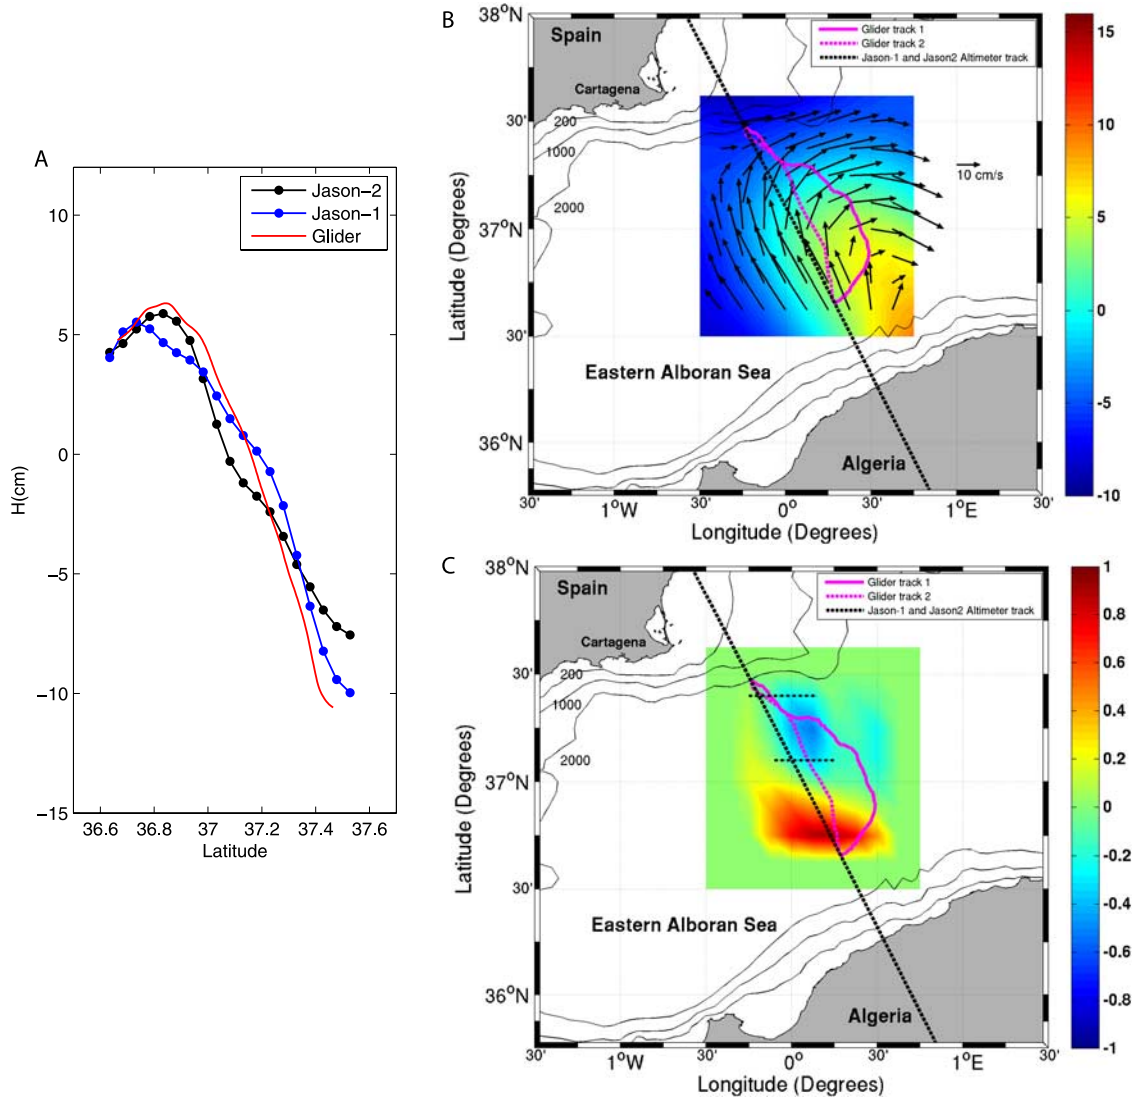 A
Jason−2
Jason−1
Glider
10
5
0
−5
−10
−15
H(cm)
36.6
36.8
37
37.2
37.4
37.6
Latitude
B
38°N
30'
37°N
30'
36°N
Latitude (Degrees)
Spain
Cartagena
200
1000
2000
Glider track 1
Glider track 2
Jason-1 and Jason2 Altimeter track
10 cm/s
Eastern Alboran Sea
Algeria
30'
1°W
30'
0°
30'
1°E
30'
Longitude (Degrees)
15
10
5
0
-5
-10
C
38°N
30'
37°N
30'
36°N
Latitude (Degrees)
Spain
Cartagena
200
1000
2000
Glider track 1
Glider track 2
Jason-1 and Jason2 Altimeter track
Eastern Alboran Sea
Algeria
30'
1°W
30'
0°
30'
1°E
30'
Longitude (Degrees)
1
0.8
0.6
0.4
0.2
0
-0.2
-0.4
-0.6
-0.8
-1